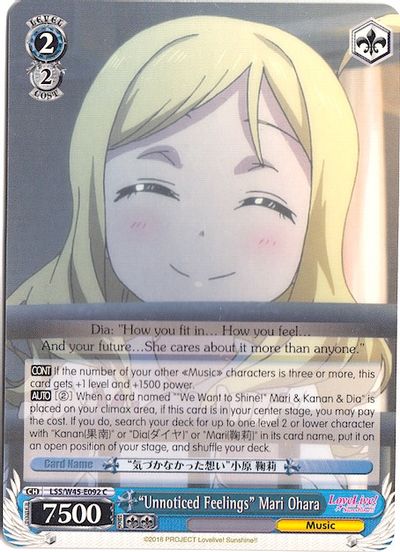 LEVEL
2
2
COST
Dia: "How you fit in... How you feel...
And your future...She cares about it more than anyone."
CONT If the number of your other «Music» characters is three or more, this
card gets +1 level and +1500 power.
AUTO [②] When a card named ""We Want to Shine!" Mari & Kanan & Dia" is
placed your climax area, if this card is in your center stage, you may pay
the cost. If you do, search your deck for up to one level 2 or lower character
with "Kanan(果南)" or "Dia(ダイヤ)" or "Mari(鞠莉)" in its card name, put it on
the stage position that this card was, and shuffle your deck.
Card Name "気づかなかった想い"小原 鞠莉
CH LSS/W45-E092 C
"Unnoticed Feelings" Mari Ohara
LoveLive!
7500
Music
©2016 PROJECT Lovelive! Sunshine!!